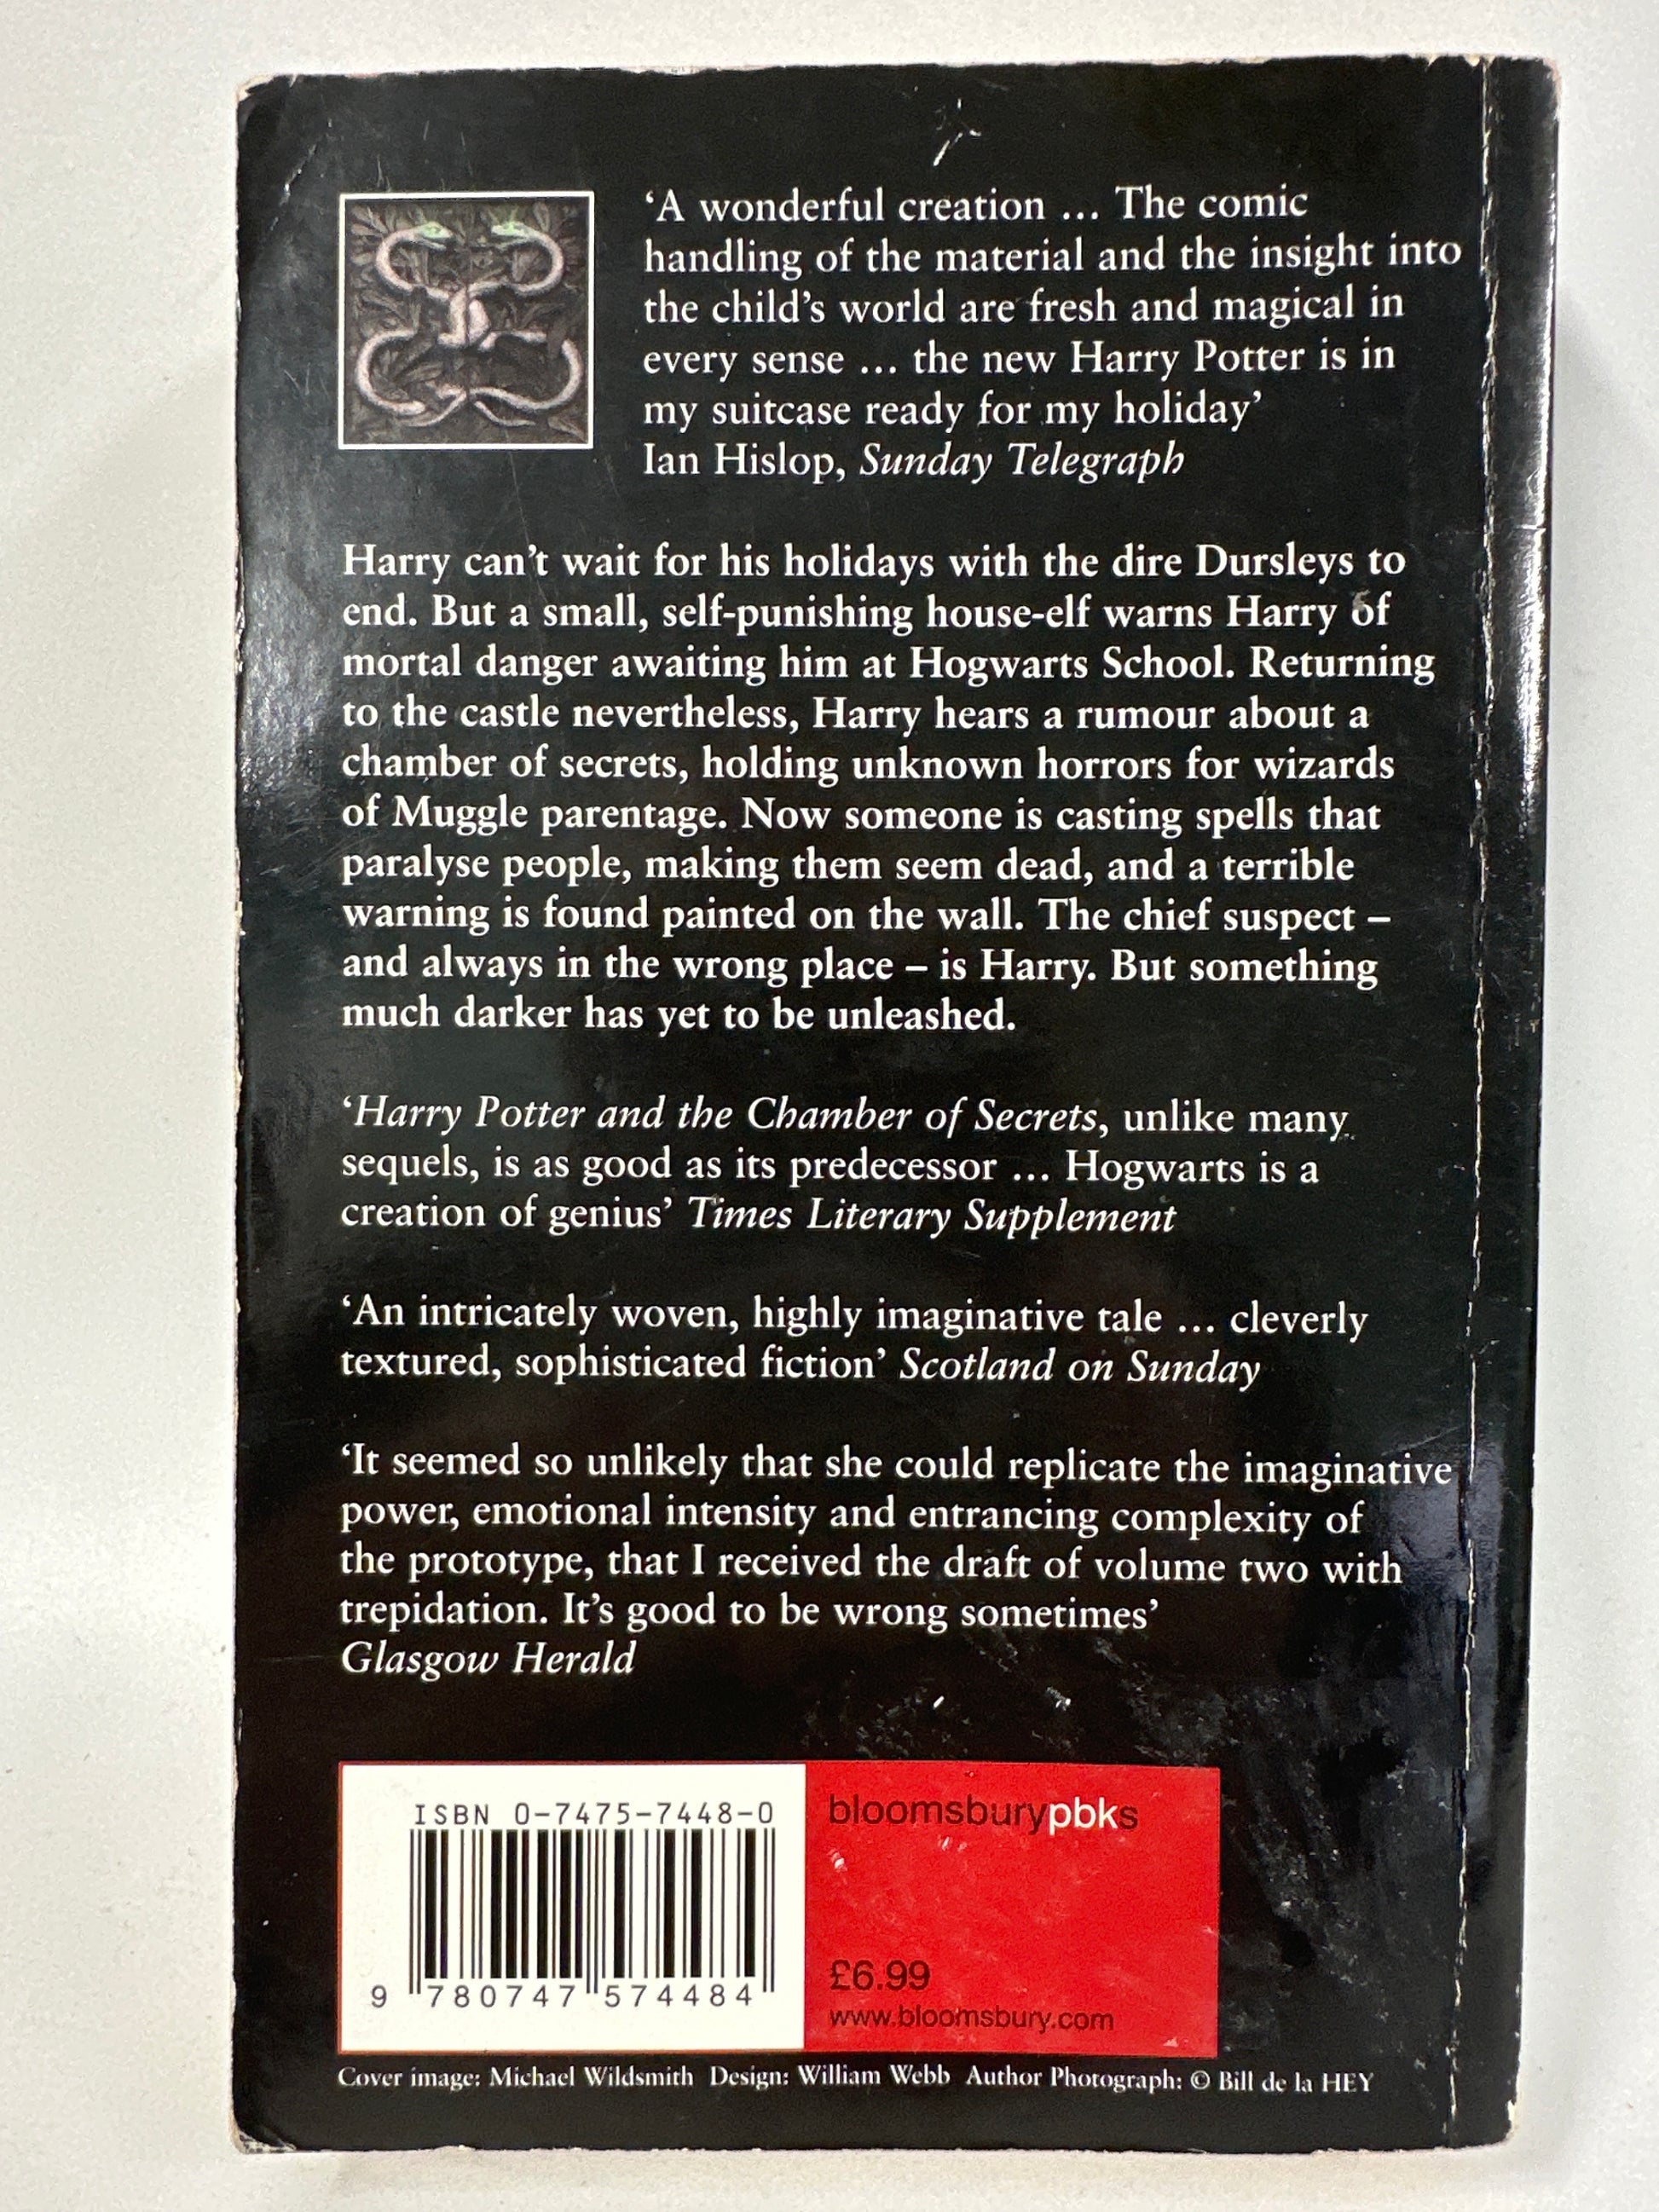 ‘A wonderful creation … The comic
handling of the material and the insight into
the child’s world are fresh and magical in
every sense … the new Harry Potter is in
my suitcase ready for my holiday’
Ian Hislop, Sunday Telegraph
Harry can’t wait for his holidays with the dire Dursleys to
end. But a small, self-punishing house-elf warns Harry of
mortal danger awaiting him at Hogwarts School. Returning
to the castle nevertheless, Harry hears a rumour about a
chamber of secrets, holding unknown horrors for wizards
of Muggle parentage. Now someone is casting spells that
paralyse people, making them seem dead, and a terrible
warning is found painted on the wall. The chief suspect –
and always in the wrong place – is Harry. But something
much darker has yet to be unleashed.
‘Harry Potter and the Chamber of Secrets, unlike many
sequels, is as good as its predecessor … Hogwarts is a
creation of genius’ Times Literary Supplement
‘An intricately woven, highly imaginative tale … cleverly
textured, sophisticated fiction’ Scotland on Sunday
‘It seemed so unlikely that she could replicate the imaginative
power, emotional intensity and entrancing complexity of
the prototype, that I received the draft of volume two with
trepidation. It’s good to be wrong sometimes’
Glasgow Herald
ISBN 0-7475-7448-0
9 780747 574484
bloomsburypbks
£6.99
www.bloomsbury.com
Cover image: Michael Wildsmith Design: William Webb Author Photograph: © Bill de la HEY